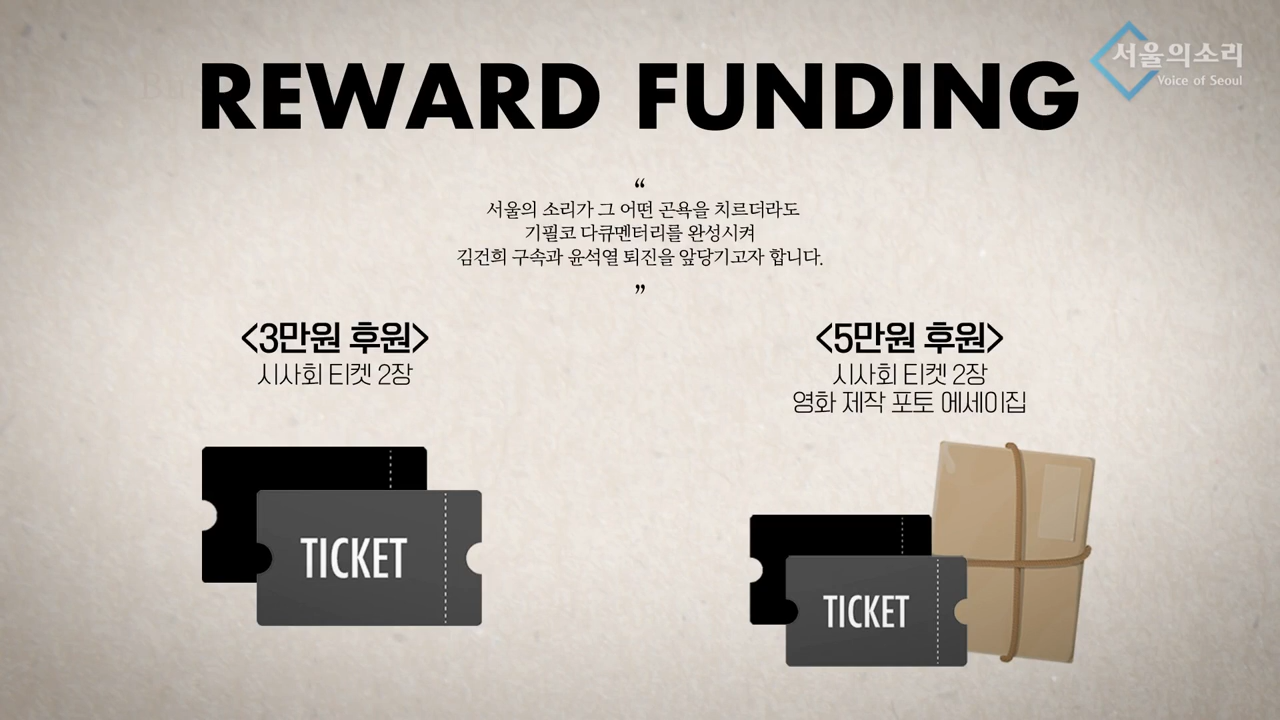 서울의소리
Voice of Seoul
REWARD FUNDING
“
서울의 소리가 그 어떤 곤욕을 치르더라도
기필코 다큐멘터리를 완성시켜
김건희 구속과 윤석열 퇴진을 앞당기고자 합니다.
”
<3만원 후원>
시사회 티켓 2장
TICKET
<5만원 후원>
시사회 티켓 2장
영화 제작 포토 에세이집
TICKET